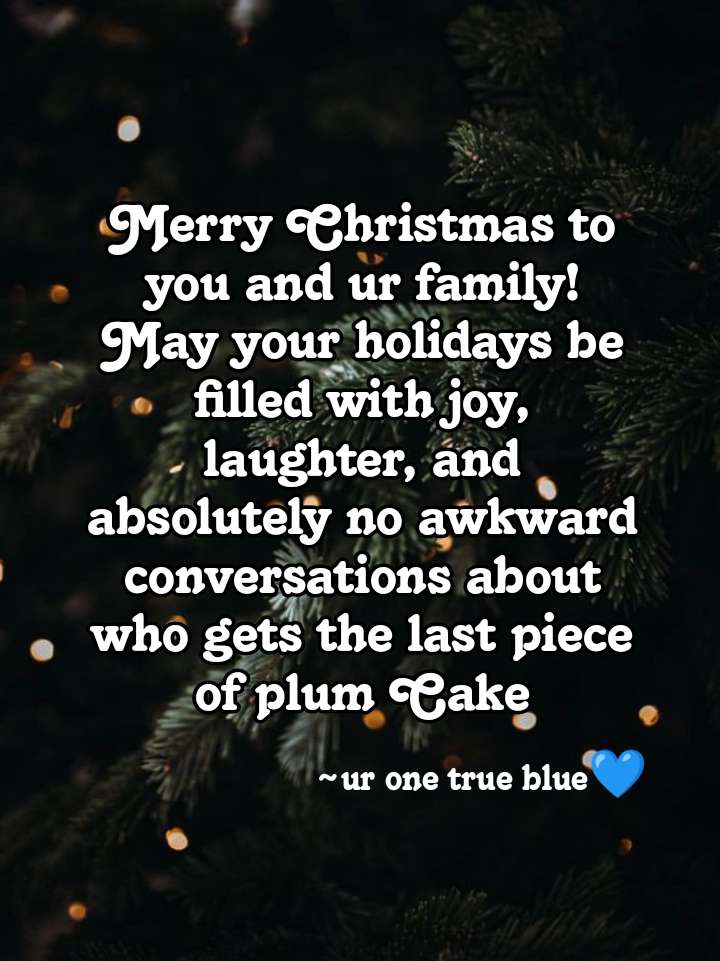 Merry Christmas to
you and ur family!
May your holidays be
filled with joy,
laughter, and
absolutely no awkward
conversations about
who gets the last piece
of plum Cake
~ur one true blue💙